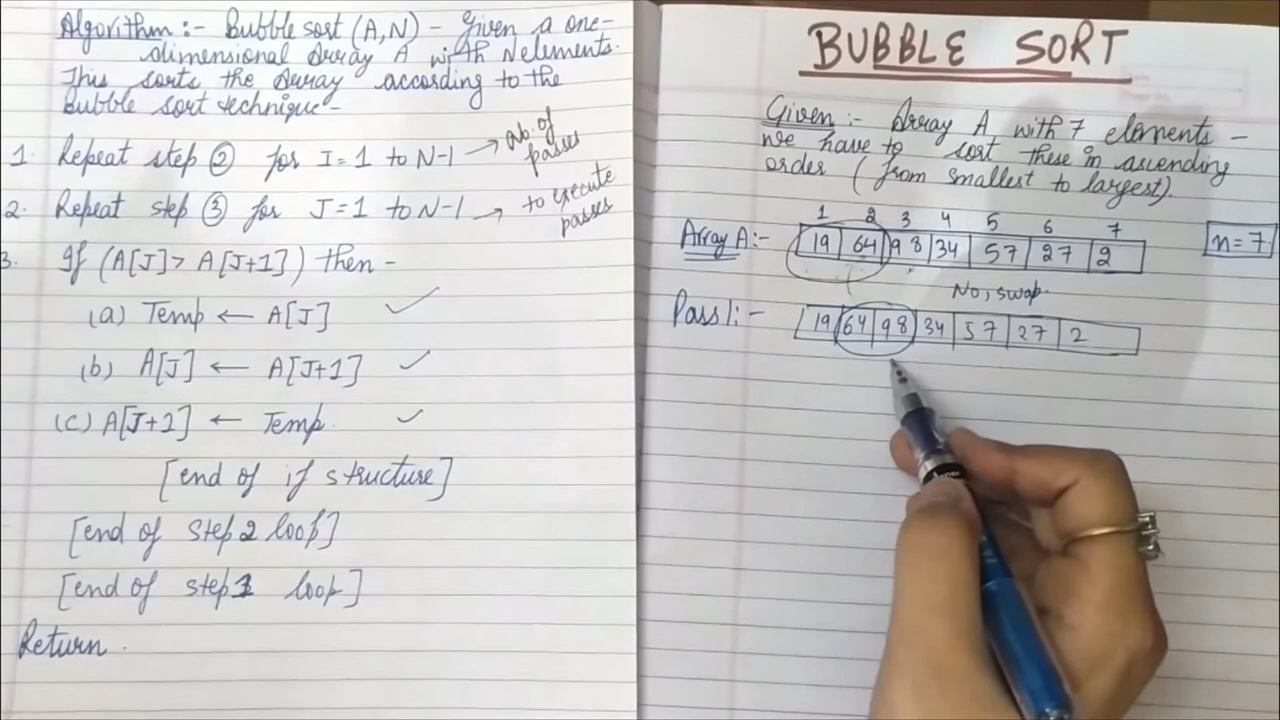 Algorithm :- Bubble sort (A,N) - Given a one-
dimensional Array A with N elements.
This sorts the Array according to the
Bubble sort technique -
1. Repeat step ② for I = 1 to N-1 → No. of passes
2. Repeat step ③ for J = 1 to N-1 → to execute passes
3. If (A[J] > A[J+1]) then -
(a) Temp ← A[J] ✓
(b) A[J] ← A[J+1] ✓
(c) A[J+1] ← Temp. ✓
[end of if structure]
[end of step 2 loop]
[end of step 1 loop]
Return.
BUBBLE SORT
Given :- Array A, with 7 elements -
we have to sort these in ascending
order (from smallest to largest).
1 2 3 4 5 6 7
Array A:- 19 64 98 34 57 27 2 n=7
No, swap.
Pass 1:- 19 64 98 34 57 27 2